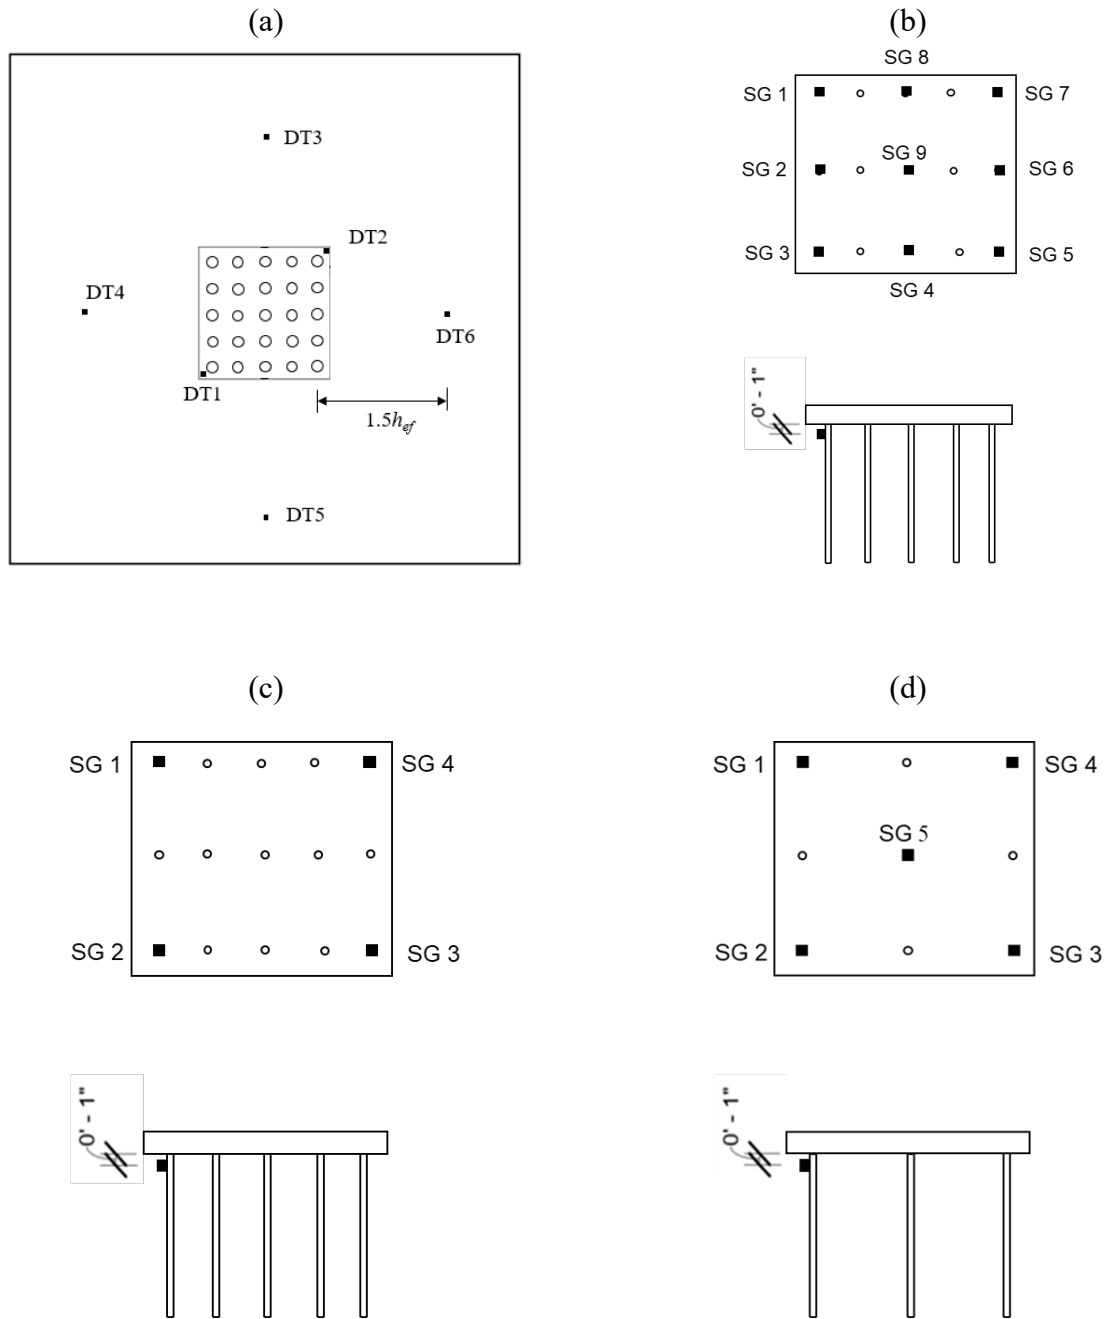 (a)
DT3
DT2
DT4
DT6
DT1
1.5hef
DT5
(b)
SG 8
SG 1
SG 7
SG 9
SG 2
SG 6
SG 3
SG 5
SG 4
0' - 1"
(c)
SG 1
SG 4
SG 2
SG 3
0' - 1"
(d)
SG 1
SG 4
SG 5
SG 2
SG 3
0' - 1"